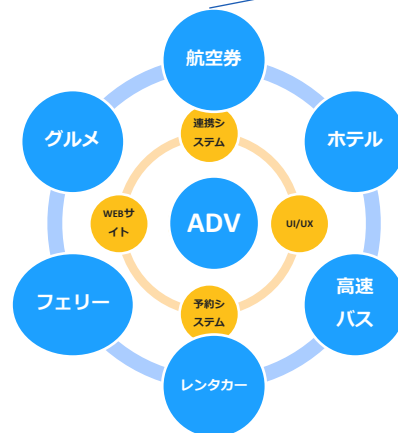 航空券
連携シ
ステム
グルメ
ホテル
WEBサ
イト
ADV
UI/UX
フェリー
高速
バス
予約シ
ステム
レンタカー